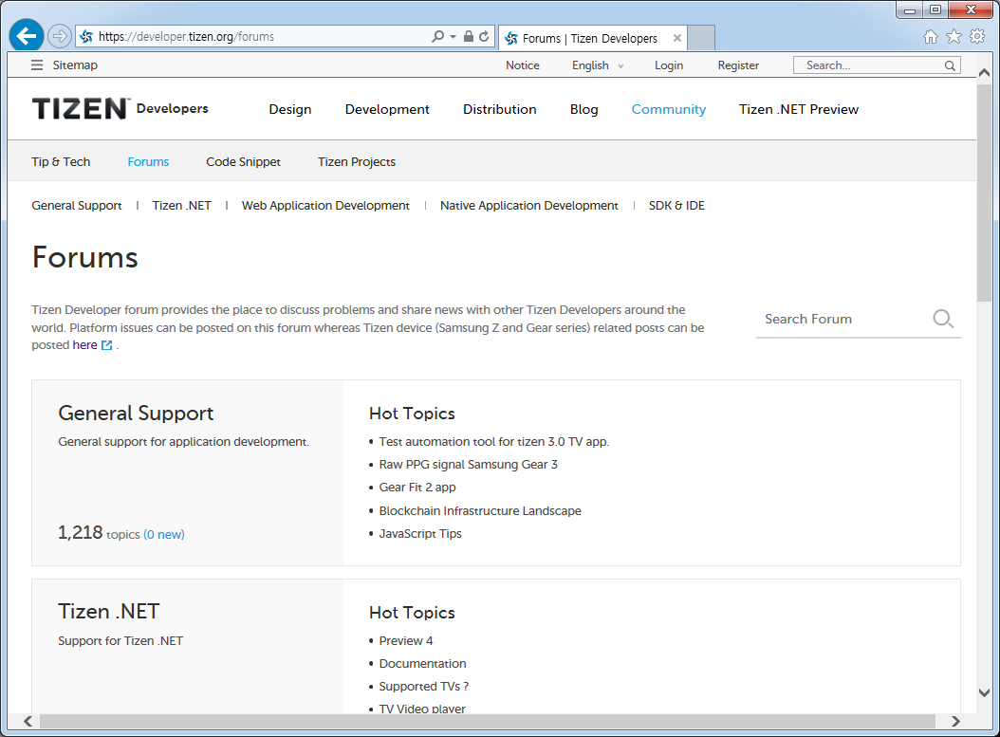 https://developer.tizen.org/forums
Forums | Tizen Developers
Sitemap Notice English Login Register Search...
TIZEN™ Developers Design Development Distribution Blog Community Tizen .NET Preview
Tip & Tech Forums Code Snippet Tizen Projects
General Support | Tizen .NET | Web Application Development | Native Application Development | SDK & IDE
Forums
Tizen Developer forum provides the place to discuss problems and share news with other Tizen Developers around the
world. Platform issues can be posted on this forum whereas Tizen device (Samsung Z and Gear series) related posts can be
posted here .
Search Forum
General Support
General support for application development.
1,218 topics (0 new)
Hot Topics
• Test automation tool for tizen 3.0 TV app.
• Raw PPG signal Samsung Gear 3
• Gear Fit 2 app
• Blockchain Infrastructure Landscape
• JavaScript Tips
Tizen .NET
Support for Tizen .NET
Hot Topics
• Preview 4
• Documentation
• Supported TVs ?
• TV Video player